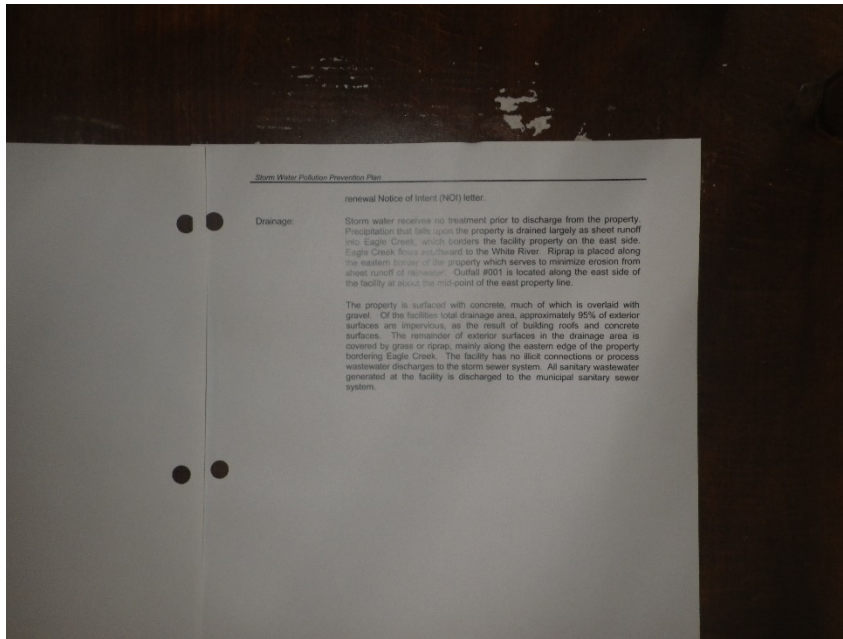 Storm Water Pollution Prevention Plan
renewal Notice of Intent (NOI) letter.
Drainage: Storm water receives no treatment prior to discharge from the property.
Precipitation that falls upon the property is drained largely as sheet runoff
into Eagle Creek, which borders the facility property on the east side.
Eagle Creek flows southward to the White River. Riprap is placed along
the eastern border of the property which serves to minimize erosion from
sheet runoff of rainwater. Outfall #001 is located along the east side of
the facility at about the mid-point of the east property line.
The property is surfaced with concrete, much of which is overlaid with
gravel. Of the facilities total drainage area, approximately 95% of exterior
surfaces are impervious, as the result of building roofs and concrete
surfaces. The remainder of exterior surfaces in the drainage area is
covered by grass or riprap, mainly along the eastern edge of the property
bordering Eagle Creek. The facility has no illicit connections or process
wastewater discharges to the storm sewer system. All sanitary wastewater
generated at the facility is discharged to the municipal sanitary sewer
system.